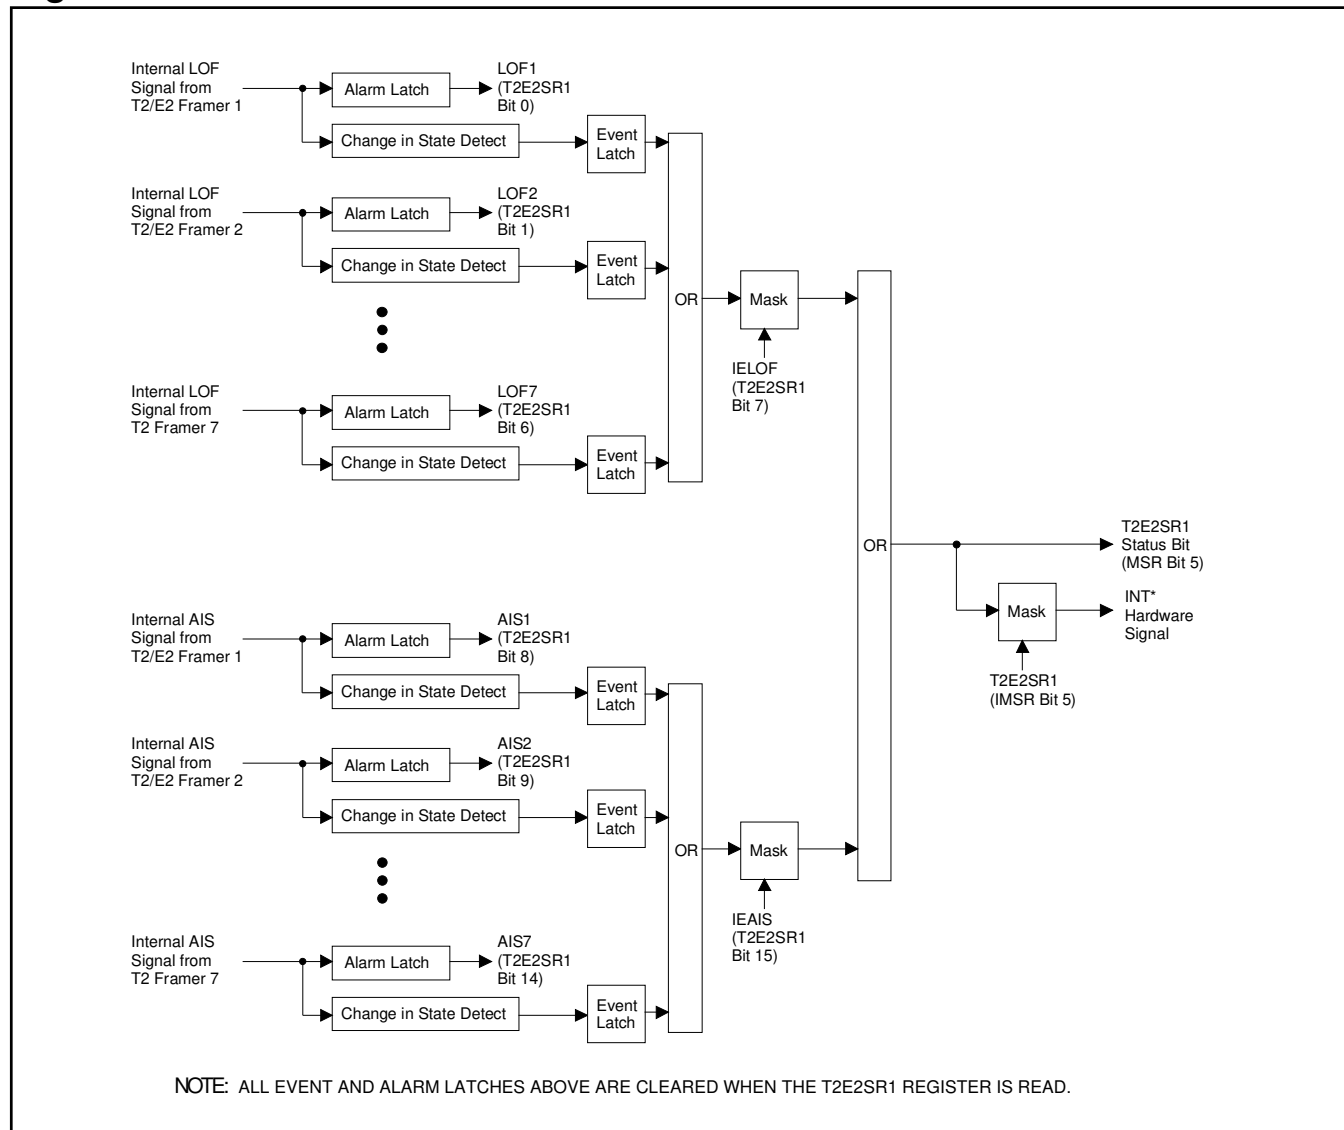 Internal LOF
Signal from
T2/E2 Framer 1
Alarm Latch
LOF1
(T2E2SR1
Bit 0)
Change in State Detect
Event
Latch
Internal LOF
Signal from
T2/E2 Framer 2
Alarm Latch
LOF2
(T2E2SR1
Bit 1)
Change in State Detect
Event
Latch
OR
Mask
IELOF
(T2E2SR1
Bit 7)
Internal LOF
Signal from
T2 Framer 7
Alarm Latch
LOF7
(T2E2SR1
Bit 6)
Change in State Detect
Event
Latch
OR
T2E2SR1
Status Bit
(MSR Bit 5)
Mask
INT*
Hardware
Signal
T2E2SR1
(IMSR Bit 5)
Internal AIS
Signal from
T2/E2 Framer 1
Alarm Latch
AIS1
(T2E2SR1
Bit 8)
Change in State Detect
Event
Latch
Internal AIS
Signal from
T2/E2 Framer 2
Alarm Latch
AIS2
(T2E2SR1
Bit 9)
Change in State Detect
Event
Latch
OR
Mask
IEAIS
(T2E2SR1
Bit 15)
Internal AIS
Signal from
T2 Framer 7
Alarm Latch
AIS7
(T2E2SR1
Bit 14)
Change in State Detect
Event
Latch
NOTE: ALL EVENT AND ALARM LATCHES ABOVE ARE CLEARED WHEN THE T2E2SR1 REGISTER IS READ.